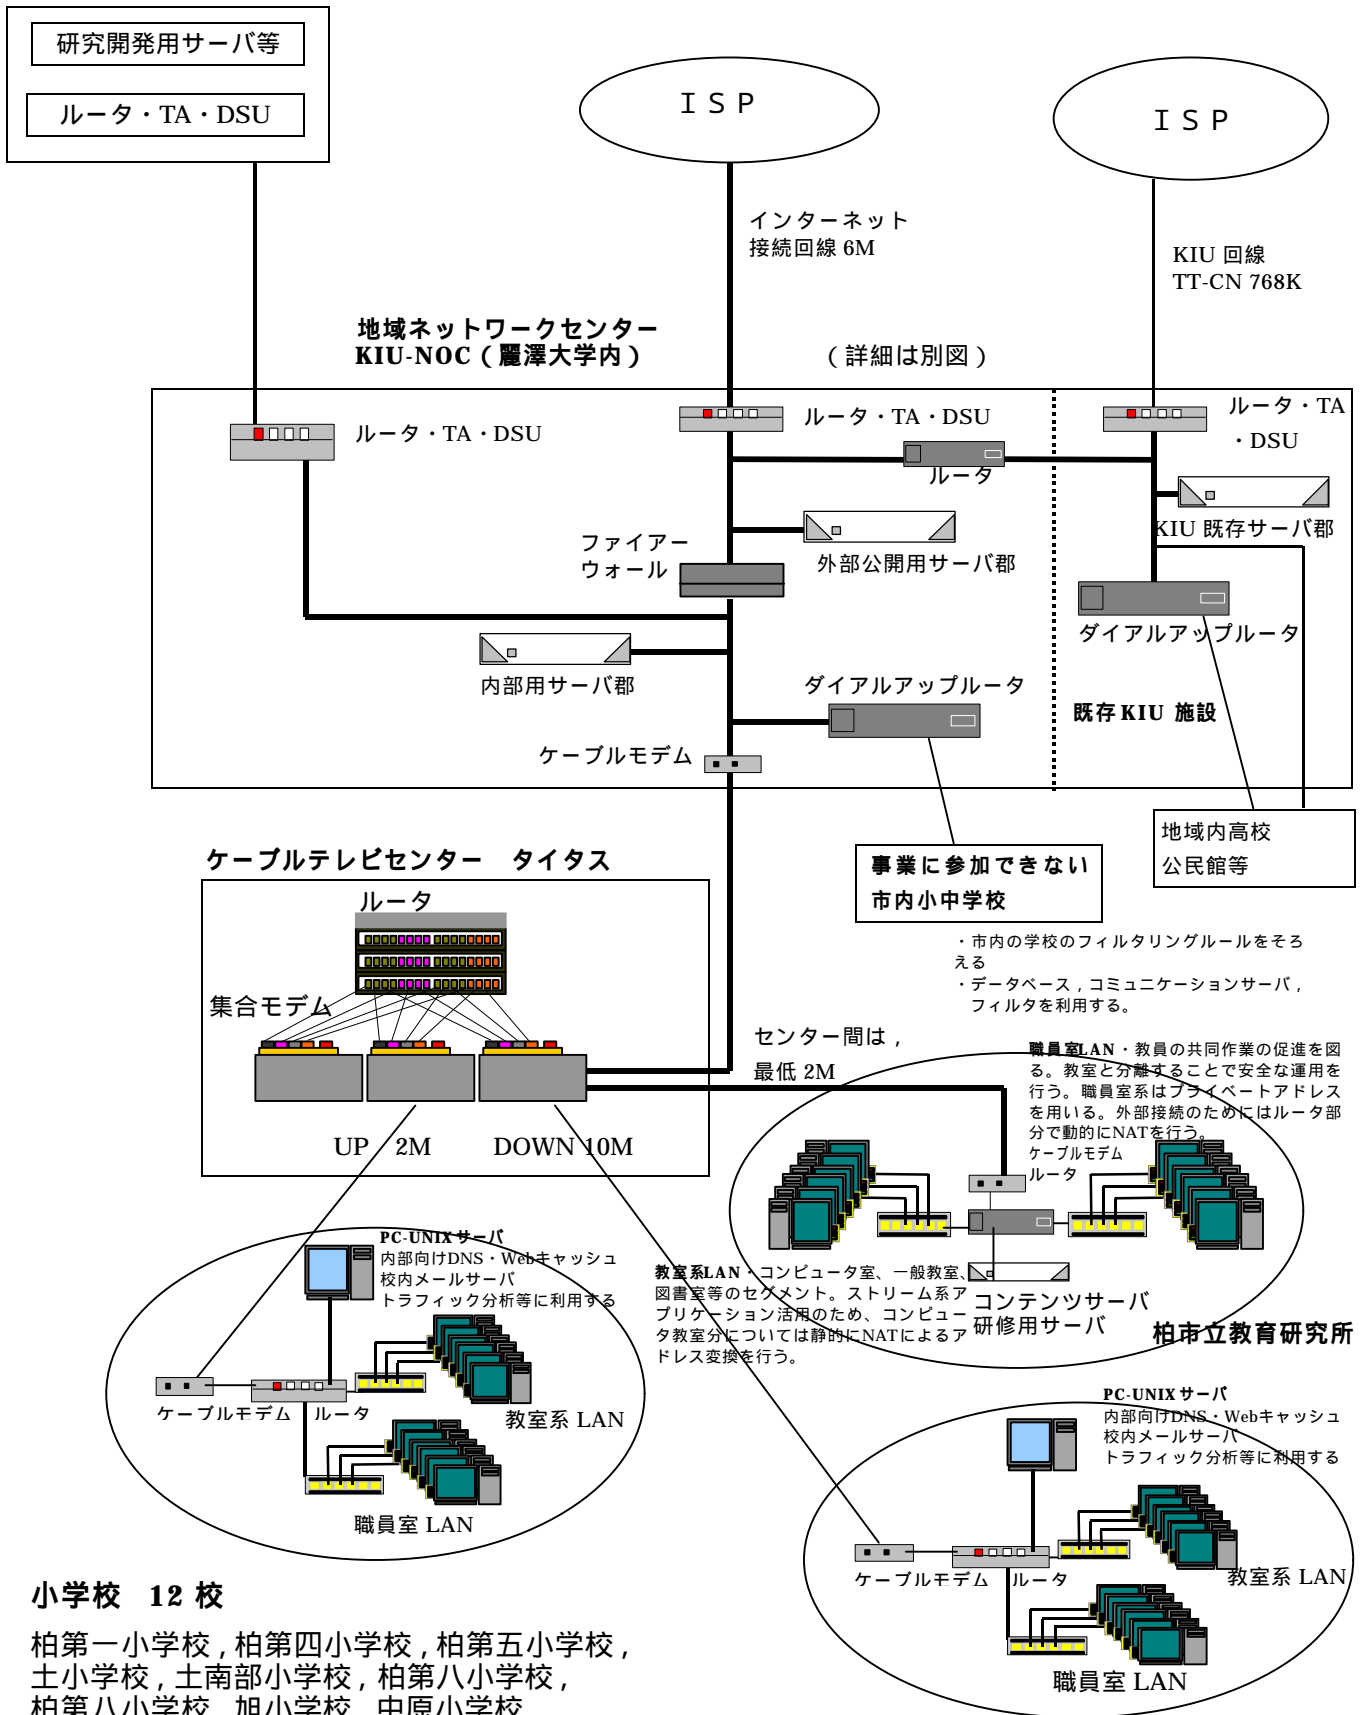 研究開発用サーバ等
ルータ・TA・DSU
ＩＳＰ
ＩＳＰ
インターネット
接続回線 6M
KIU 回線
TT-CN 768K
地域ネットワークセンター
KIU-NOC（麗澤大学内）
（詳細は別図）
ルータ・TA・DSU
ルータ・TA・DSU
ルータ・TA
・DSU
ルータ
KIU 既存サーバ郡
ファイアー
ウォール
外部公開用サーバ郡
ダイアルアップルータ
内部用サーバ郡
ダイアルアップルータ
既存 KIU 施設
ケーブルモデム
地域内高校
公民館等
ケーブルテレビセンター　タイタス
事業に参加できない
市内小中学校
ルータ
・市内の学校のフィルタリングルールをそろ
える
・データベース，コミュニケーションサーバ，
フィルタを利用する。
集合モデム
センター間は，
最低 2M
職員室LAN・教員の共同作業の促進を図
る。教室と分離することで安全な運用を
行う。職員室系はプライベートアドレス
を用いる。外部接続のためにはルータ部
分で動的にNATを行う。
ケーブルモデム
ルータ
UP　2M
DOWN 10M
PC-UNIXサーバ
内部向けDNS・Webキャッシュ
校内メールサーバ
トラフィック分析等に利用する
教室系LAN・コンピュータ室、一般教室、
図書室等のセグメント。ストリーム系ア
プリケーション活用のため、コンピュー
タ教室分については静的にNATによるア
ドレス変換を行う。
コンテンツサーバ
研修用サーバ
柏市立教育研究所
ケーブルモデム
ルータ
教室系 LAN
職員室 LAN
PC-UNIXサーバ
内部向けDNS・Webキャッシュ
校内メールサーバ
トラフィック分析等に利用する
ケーブルモデム
ルータ
教室系 LAN
職員室 LAN
小学校　12 校
柏第一小学校，柏第四小学校，柏第五小学校，
土小学校，土南部小学校，柏第八小学校，
柏第八小学校　旭小学校　中原小学校